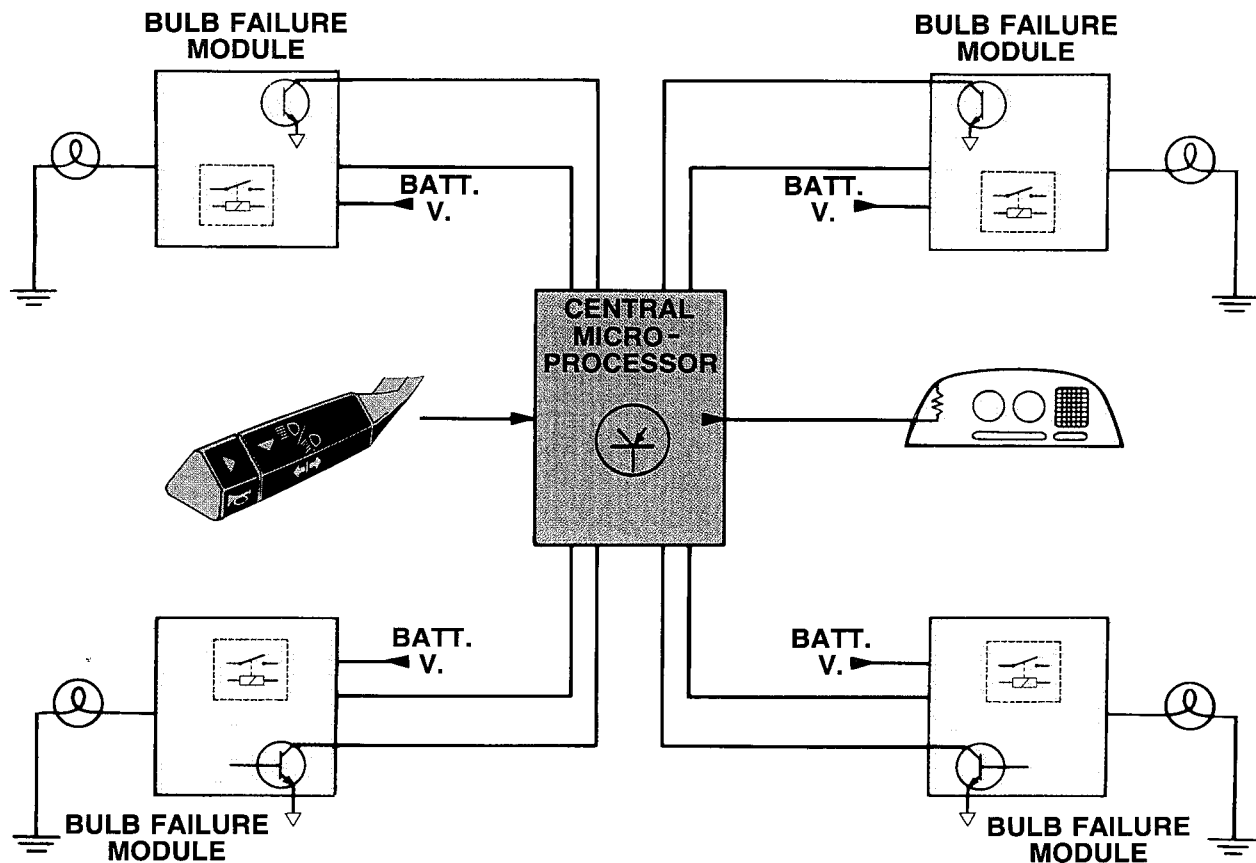 BULB FAILURE
MODULE
BULB FAILURE
MODULE
BATT.
V.
BATT.
V.
CENTRAL
MICRO-
PROCESSOR
BATT.
V.
BATT.
V.
BULB FAILURE
MODULE
BULB FAILURE
MODULE